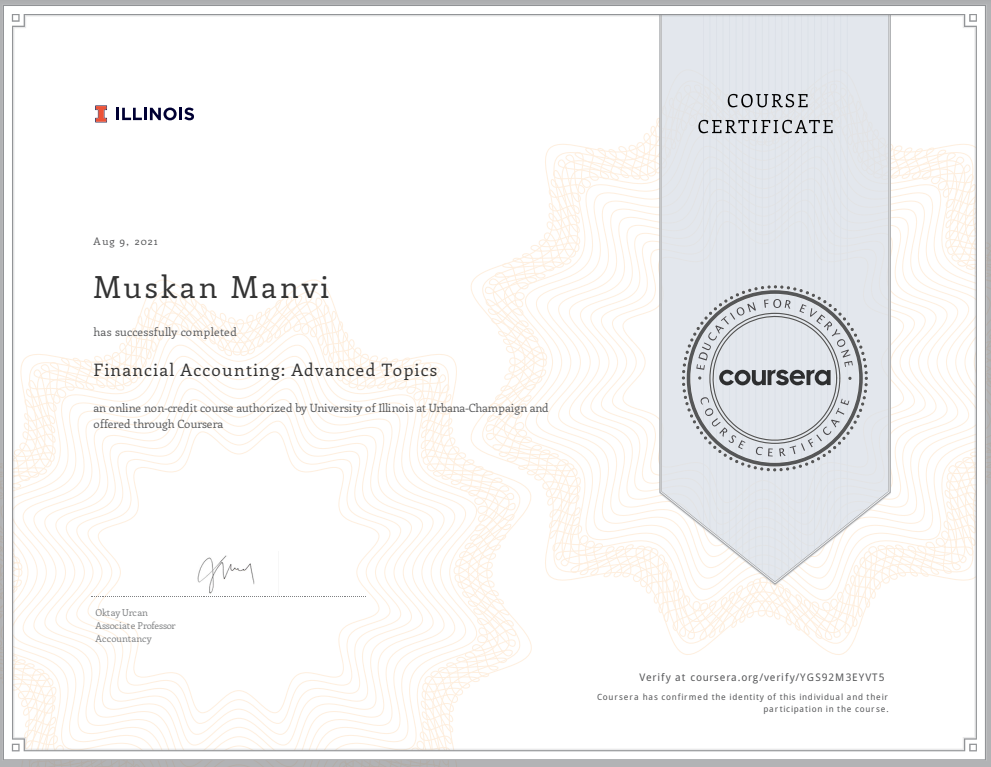 ILLINOIS
COURSE
CERTIFICATE
Aug 9, 2021
Muskan Manvi
has successfully completed
Financial Accounting: Advanced Topics
an online non-credit course authorized by University of Illinois at Urbana-Champaign and
offered through Coursera
EDUCATION FOR EVERYONE
coursera
COURSE CERTIFICATE
Oktay Urcan
Associate Professor
Accountancy
Verify at coursera.org/verify/YGS92M3EYVT5
Coursera has confirmed the identity of this individual and their
participation in the course.